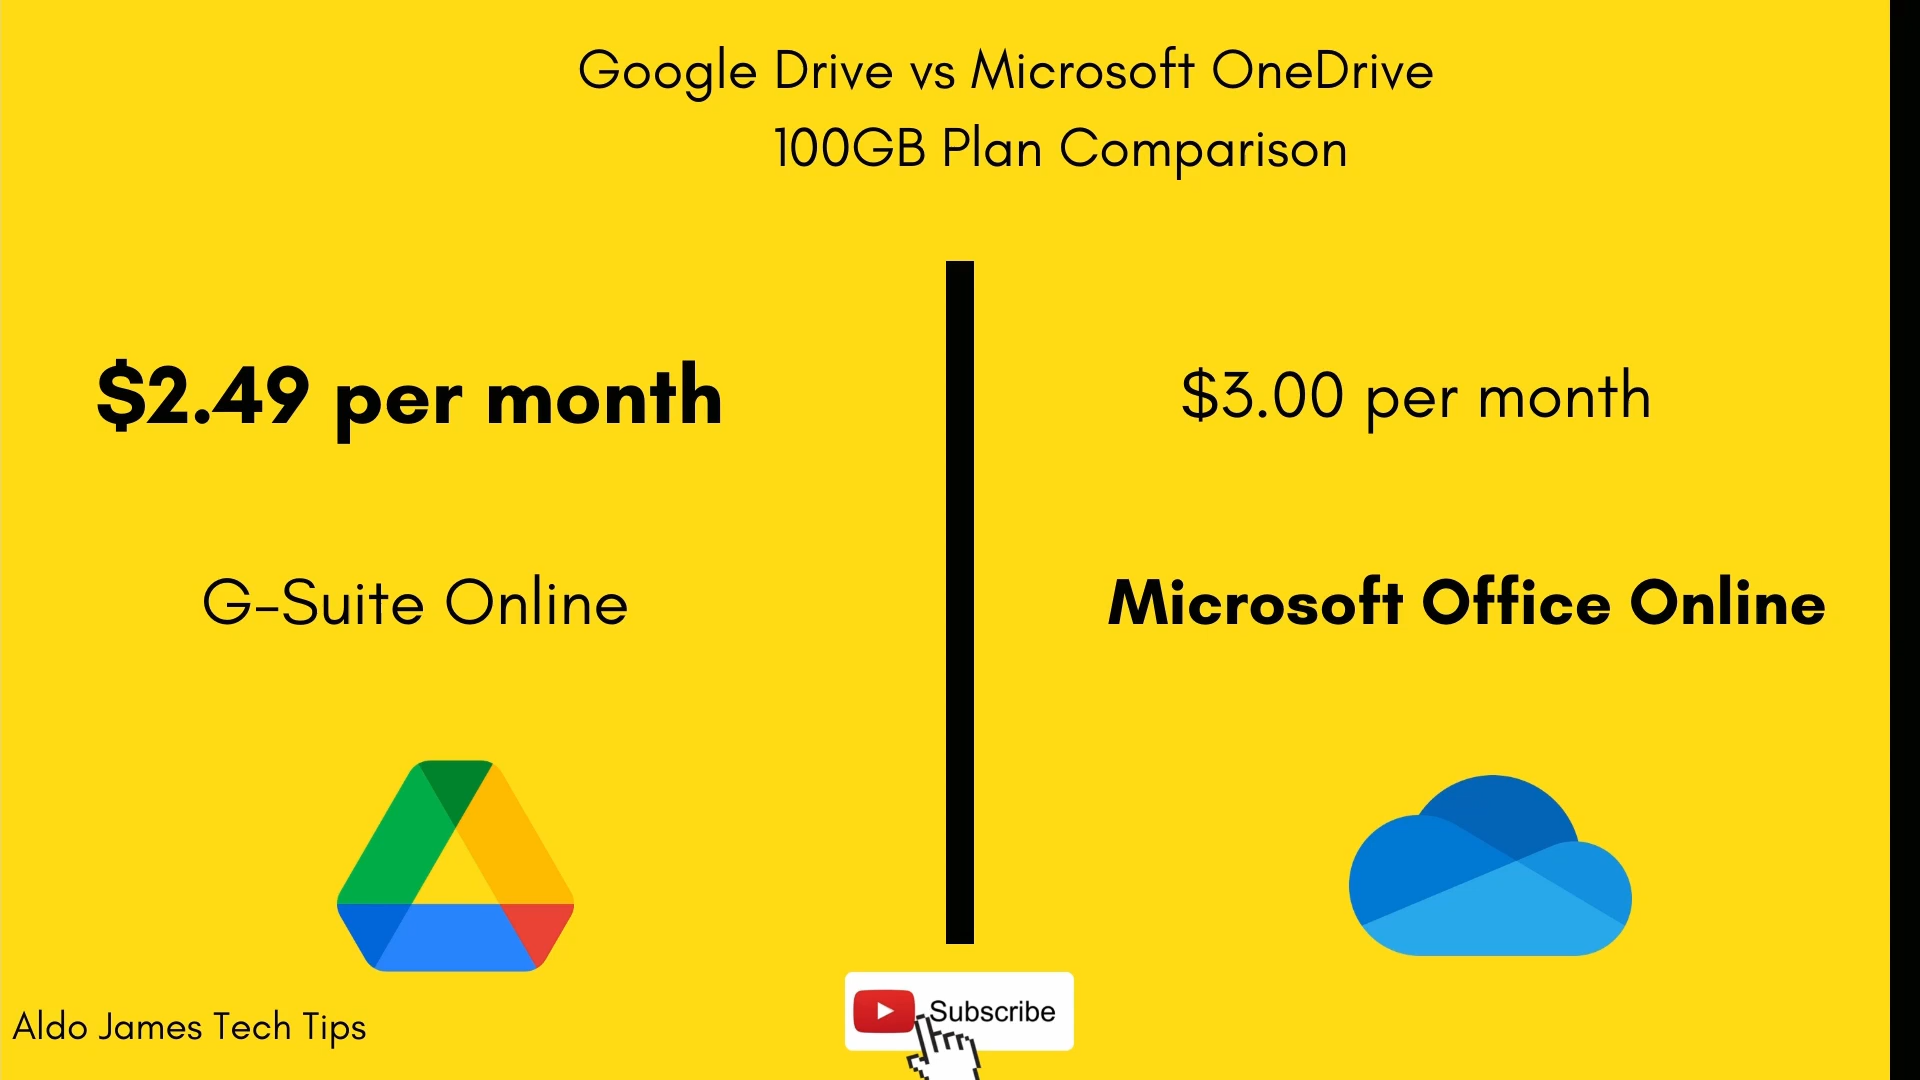 Google Drive vs Microsoft OneDrive
100GB Plan Comparison
$2.49 per month
$3.00 per month
G-Suite Online
Microsoft Office Online
Subscribe
Aldo James Tech Tips